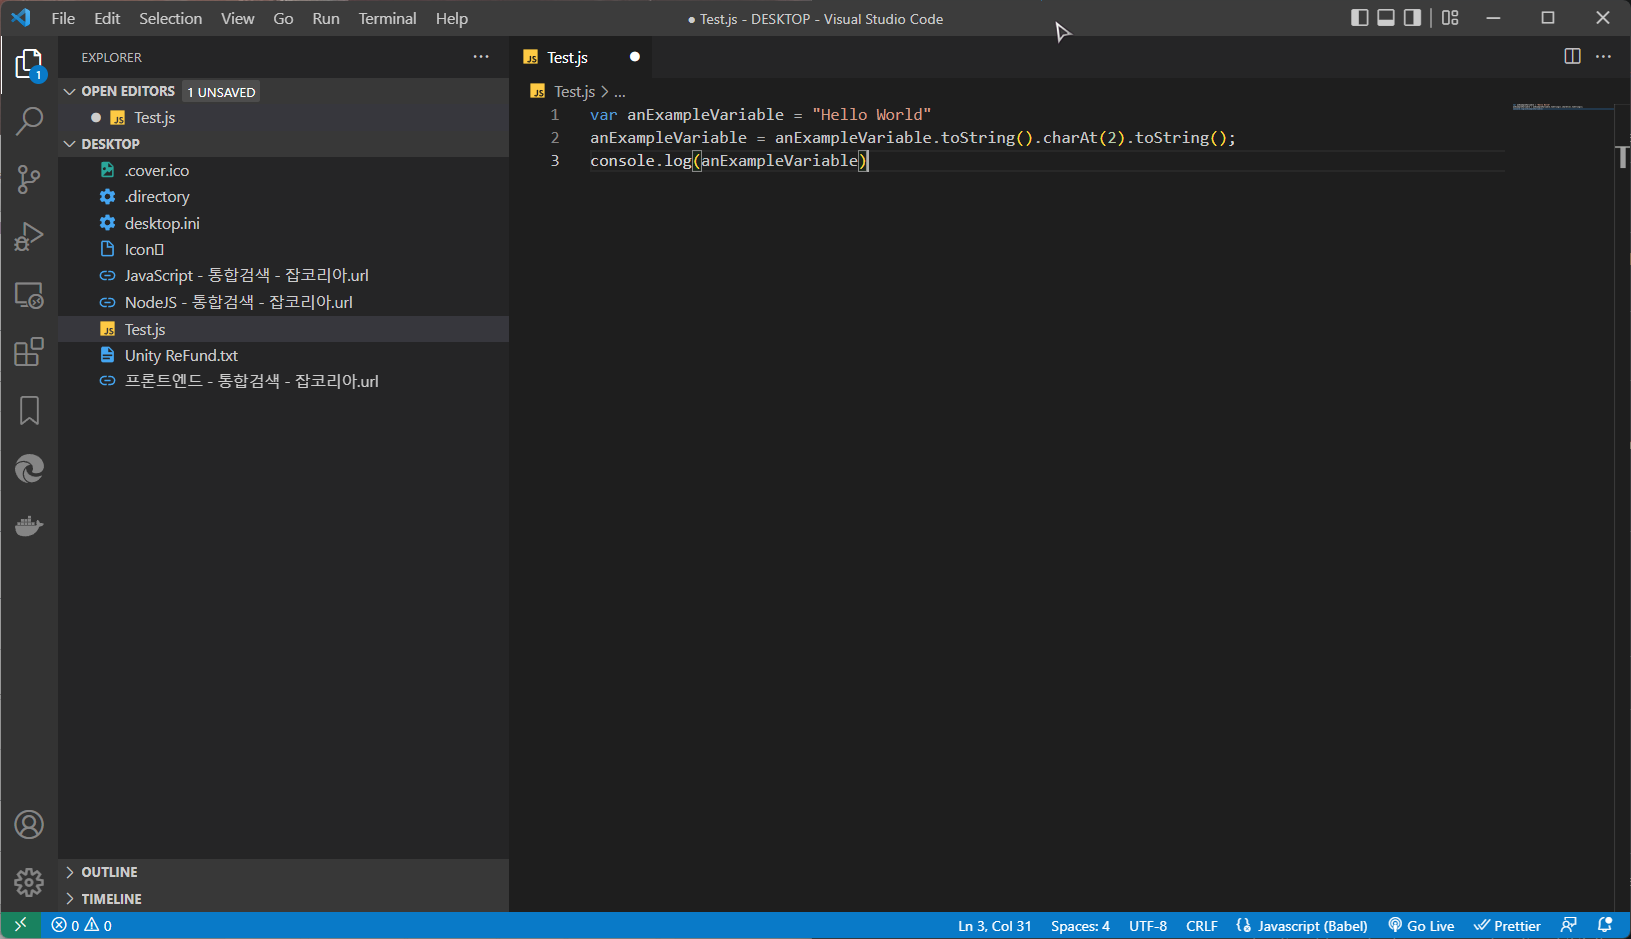 File Edit Selection View Go Run Terminal Help
● Test.js - DESKTOP - Visual Studio Code
1
EXPLORER
OPEN EDITORS 1 UNSAVED
Test.js
DESKTOP
.cover.ico
.directory
desktop.ini
Icon
JavaScript - 통합검색 - 잡코리아.url
NodeJS - 통합검색 - 잡코리아.url
Test.js
Unity ReFund.txt
프론트엔드 - 통합검색 - 잡코리아.url
OUTLINE
TIMELINE
Test.js
Test.js > ...
1 var anExampleVariable = "Hello World"
2 anExampleVariable = anExampleVariable.toString().charAt(2).toString();
3 console.log(anExampleVariable)
0 0
Ln 3, Col 31 Spaces: 4 UTF-8 CRLF Javascript (Babel) Go Live Prettier